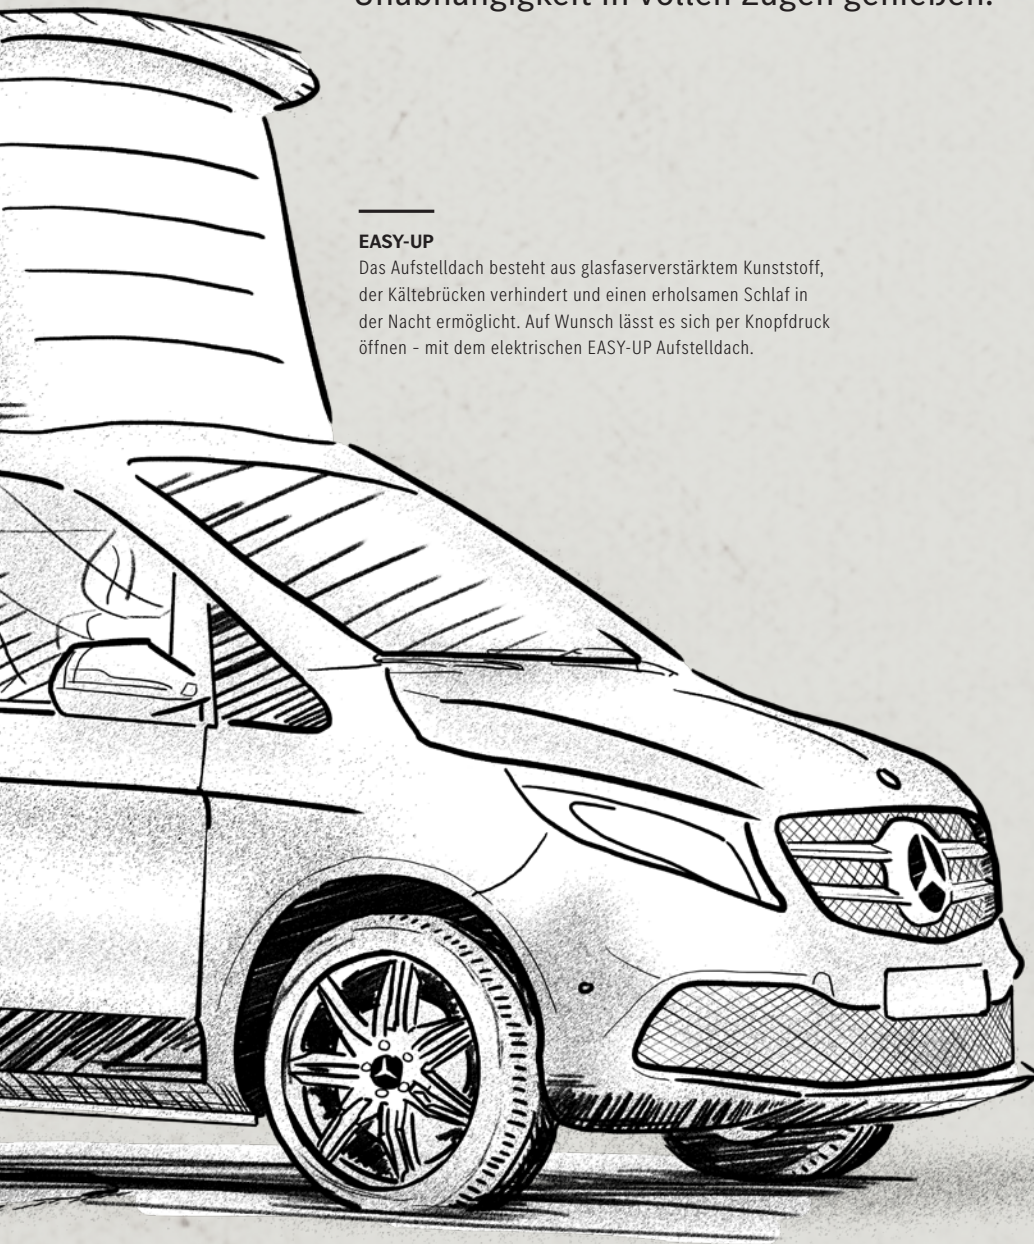 Unabhängigkeit in vollen Zügen genießen.
EASY-UP
Das Aufstelldach besteht aus glasfaserverstärktem Kunststoff,
der Kältebrücken verhindert und einen erholsamen Schlaf in
der Nacht ermöglicht. Auf Wunsch lässt es sich per Knopfdruck
öffnen – mit dem elektrischen EASY-UP Aufstelldach.